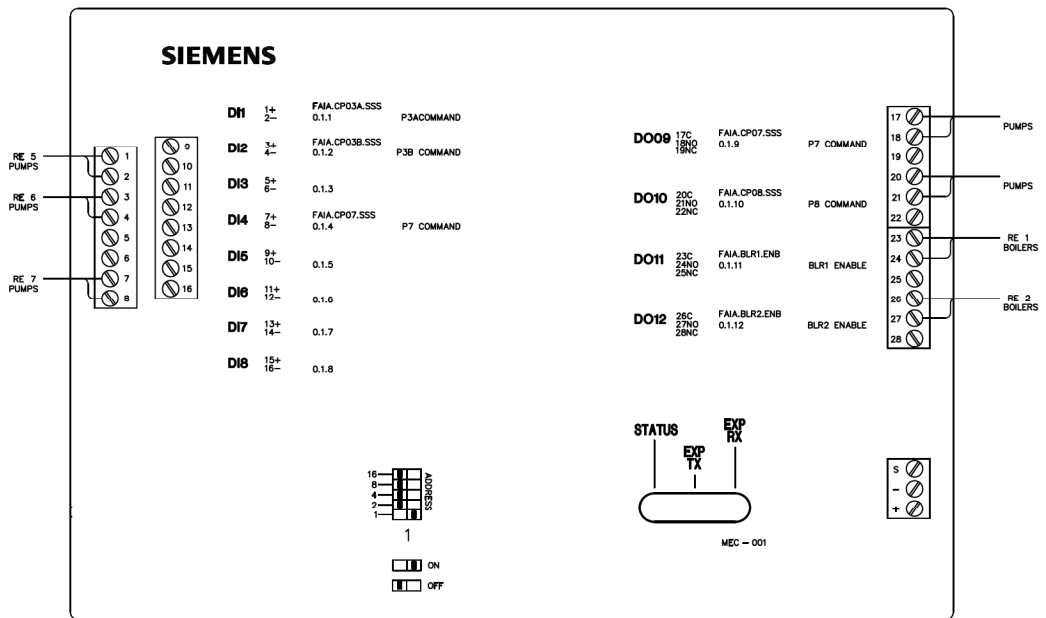 SIEMENS
DI1 1+ FAIA.CP03A.SSS
2– 0.1.1 P3ACOMMAND
DI2 3+ FAIA.CP03B.SSS
4– 0.1.2 P3B COMMAND
DI3 5+
6– 0.1.3
DI4 7+ FAIA.CP07.SSS
8– 0.1.4 P7 COMMAND
DI5 9+
10– 0.1.5
DI6 11+
12– 0.1.6
DI7 13+
14– 0.1.7
DI8 15+
16– 0.1.8
RE 5
PUMPS
RE 6
PUMPS
RE 7
PUMPS
1
2
3
4
5
6
7
8
9
10
11
12
13
14
15
16
DO09 17C FAIA.CP07.SSS
18NO 0.1.9 P7 COMMAND
19NC
DO10 20C FAIA.CP08.SSS
21NO 0.1.10 P8 COMMAND
22NC
DO11 23C FAIA.BLR1.ENB
24NO 0.1.11 BLR1 ENABLE
25NC
DO12 26C FAIA.BLR2.ENB
27NO 0.1.12 BLR2 ENABLE
28NC
17
18
19
20
21
22
23
24
25
26
27
28
PUMPS
PUMPS
RE 1
BOILERS
RE 2
BOILERS
STATUS
EXP
TX
EXP
RX
MEC – 001
S
–
+
16
8
4
2
1
ADDRESS
1
ON
OFF